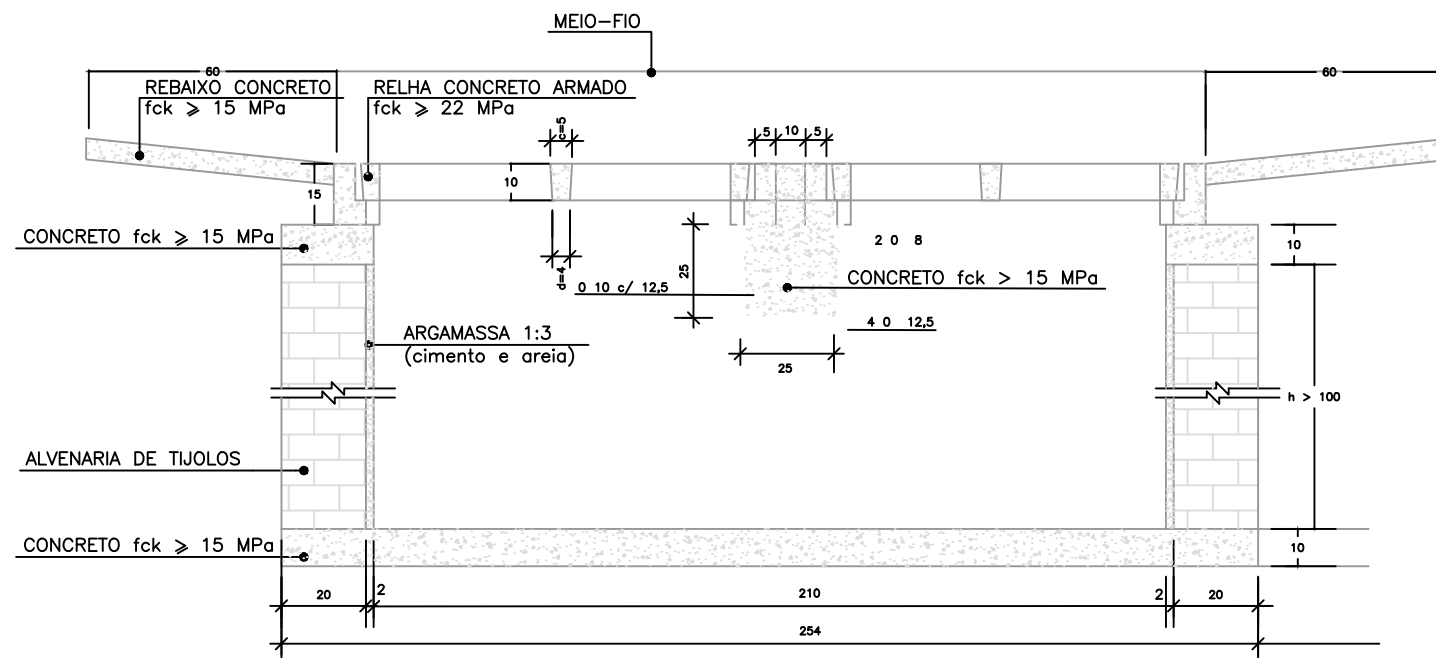 MEIO-FIO
60
60
REBAIXO CONCRETO
fck ⩾ 15 MPa
RELHA CONCRETO ARMADO
fck ⩾ 22 MPa
c=5
5
10
5
15
10
CONCRETO fck ⩾ 15 MPa
2 0 8
10
25
d=4
0 10 c/ 12,5
CONCRETO fck > 15 MPa
4 0 12,5
ARGAMASSA 1:3
(cimento e areia)
25
h > 100
ALVENARIA DE TIJOLOS
CONCRETO fck ⩾ 15 MPa
10
20
2
210
2
20
254